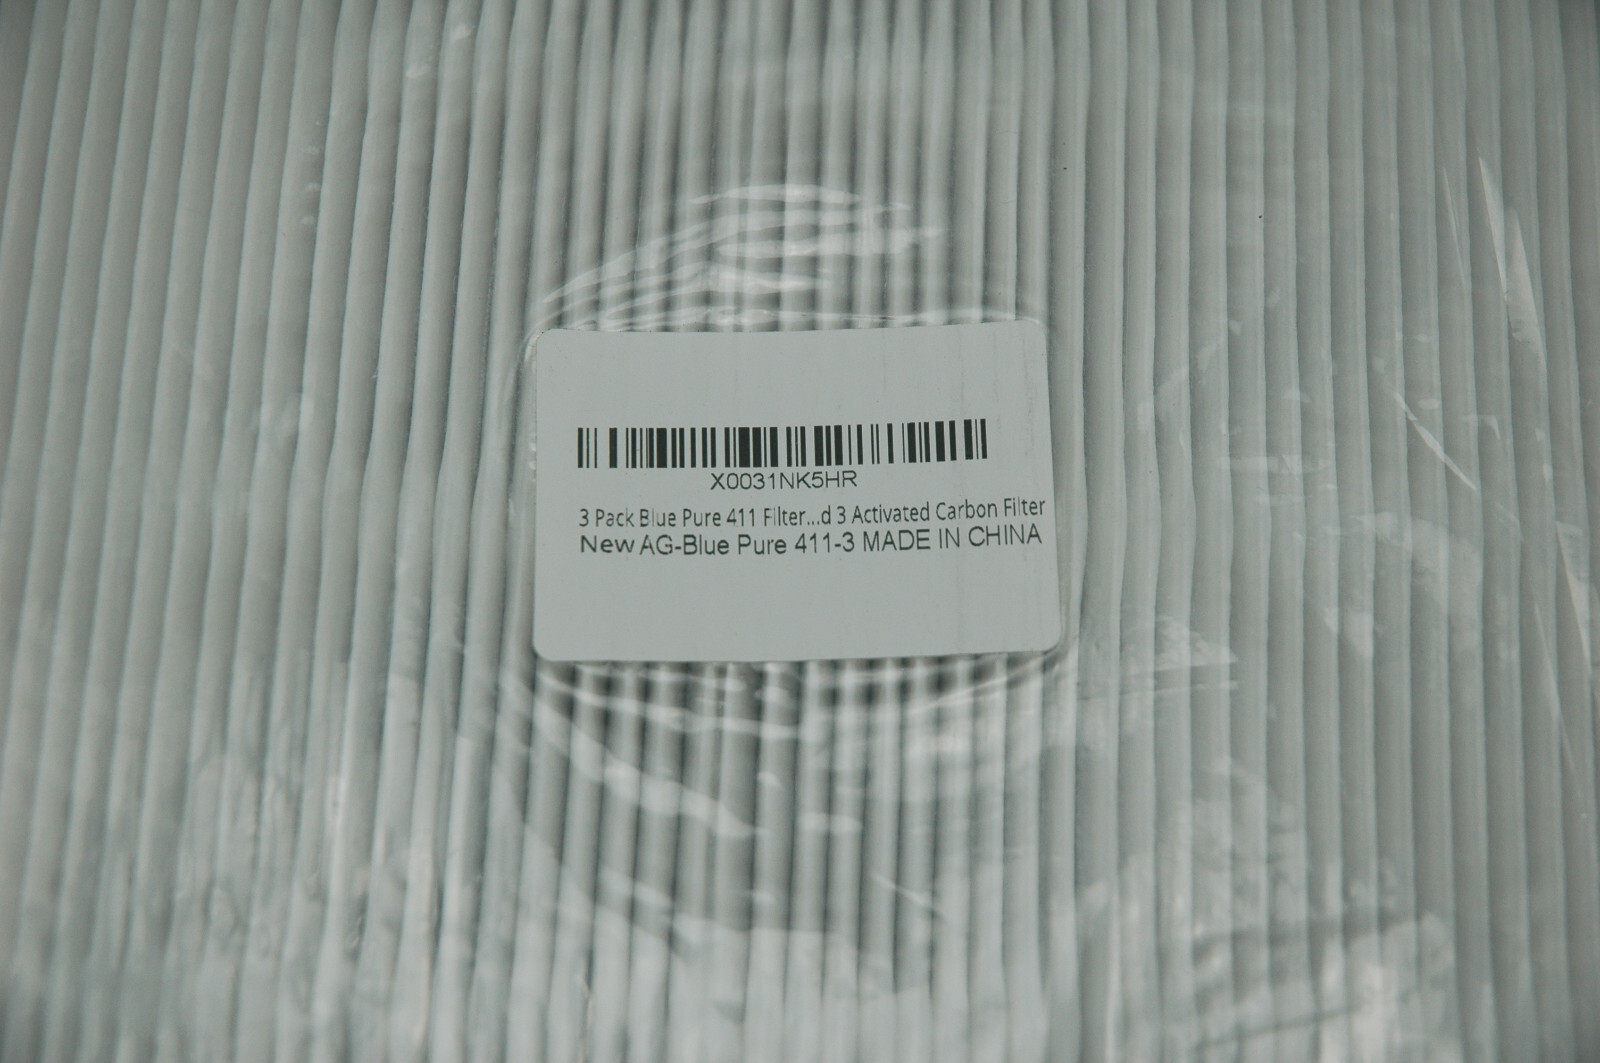 X0031NK5HR
3 Pack Blue Pure 411 Filter...d 3 Activated Carbon Filter
New AG-Blue Pure 411-3 MADE IN CHINA